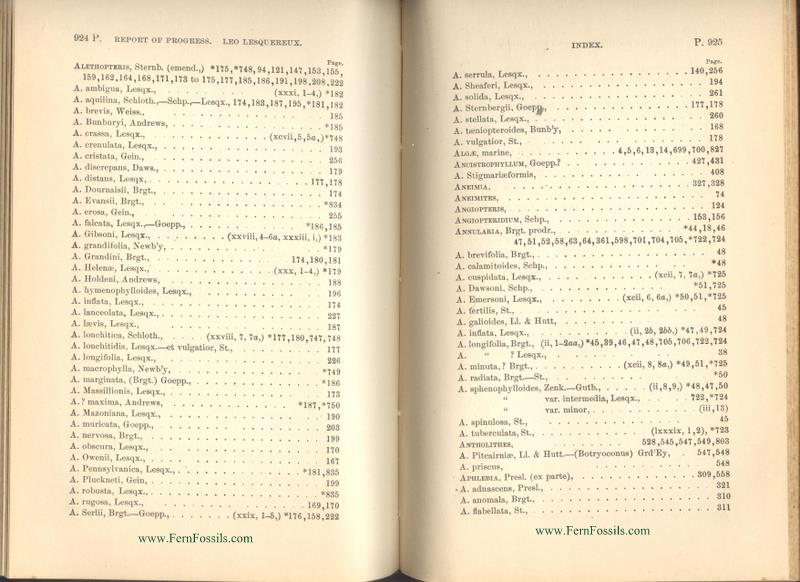 924 P. REPORT OF PROGRESS. LEO LESQUEREUX.
Page.
ALETHOPTERIS, Sternb. (emend.,) *175,*748,94,121,147,153,155,
159,162,164,168,171,173 to 175,177,185,186,191,198,208,222
A. ambigua, Lesqx., (xxxi, 1-4,) *182
A. aquilina, Schloth.,—Schp.,—Lesqx., 174,183,187,195,*181,182
A. brevis, Weiss., 185
A. Bunburyi, Andrews, *185
A. crassa, Lesqx., (xcvii,5,5a,)*748
A. crenulata, Lesqx., 193
A. cristata, Gein., 256
A. discrepans, Daws., 179
A. distans, Lesqx, 177,178
A. Dournaisii, Brgt., 174
A. Evansii, Brgt., *834
A. erosa, Gein., 255
A. falcata, Lesqx.,—Goepp., *186,185
A. Gibsoni, Lesqx., (xxviii, 4-6a, xxxiii, i,) *183
A. grandifolia, Newb'y, *179
A. Grandini, Brgt., 174,180,181
A. Helenæ, Lesqx., (xxx, 1-4,) *179
A. Holdeni, Andrews, 188
A. hymenophylloides, Lesqx., 196
A. inflata, Lesqx., 174
A. lanceolata, Lesqx., 227
A. lævis, Lesqx., 187
A. lonchitica, Schloth., (xxviii, 7, 7a,) *177,180,747,748
A. lonchitidis, Lesqx.—et vulgatior, St., 177
A. longifolia, Lesqx., 226
A. macrophylla, Newb'y, *749
A. marginata, (Brgt.) Goepp., *186
A. Massillionis, Lesqx., 173
A.? maxima, Andrews, *187,*750
A. Mazoniana, Lesqx., 190
A. muricata, Goepp., 203
A. nervosa, Brgt., 199
A. obscura, Lesqx., 170
A. Owenii, Lesqx., 167
A. Pennsylvanica, Lesqx., *181,835
A. Pluckneti, Gein, 199
A. robusta, Lesqx., *835
A. rugosa, Lesqx., 169,170
A. Serlii, Brgt.—Goepp., (xxix, 1-5,) *176,158,222
www.FernFossils.com
INDEX. P. 925
Page.
A. serrula, Lesqx., 140,256
A. Sheaferi, Lesqx., 194
A. solida, Lesqx., 261
A. Sternbergii, Goepp., 177,178
A. stellata, Lesqx., 260
A. tæniopteroides, Bunb'y, 168
A. vulgatior, St., 178
ALGÆ, marine, 4,5,6,13,14,699,700,827
ANCISTROPHYLLUM, Goepp.? 427,431
A. Stigmariæformis, 408
ANEIMIA, 327,328
ANEIMITES, 74
ANGIOPTERIS, 124
ANGIOPTERIDIUM, Schp., 153,156
ANNULARIA, Brgt. prodr., *44,18,46
47,51,52,58,63,64,361,598,701,704,705,*722,724
A. brevifolia, Brgt., 48
A. calamitoides, Schp., *48
A. cuspidata, Lesqx., (xcii, 7, 7a,) *725
A. Dawsoni, Schp., *51,725
A. Emersoni, Lesqx., (xcii, 6, 6a,) *50,51,*725
A. fertilis, St., 45
A. galioides, Ll. & Hutt, 48
A. inflata, Lesqx., (ii, 2b, 2bb,) *47,49,724
A. longifolia, Brgt., (ii, 1-2aa,) *45,39,46,47,48,705,706,722,724
A. " ? Lesqx., 38
A. minuta,? Brgt., (xcii, 8, 8a,) *49,51,*725
A. radiata, Brgt.—St., *50
A. sphenophylloides, Zenk.—Guth., (ii,8,9,) *48,47,50
" var. intermedia, Lesqx., 722,*724
" var. minor, (iii,13)
A. spinulosa, St., 45
A. tuberculata, St., (lxxxix, 1,2), *723
ANTHOLITHES, 528,545,547,549,803
A. Pitcairniæ, Ll. & Hutt.—(Botryoconus) Grd'Ey, 547,548
A. priscus, 548
APHLEBIA, Presl. (ex parte), 309,558
A. adnascens, Presl., 321
A. anomala, Brgt., 310
A. flabellata, St., 311
www.FernFossils.com